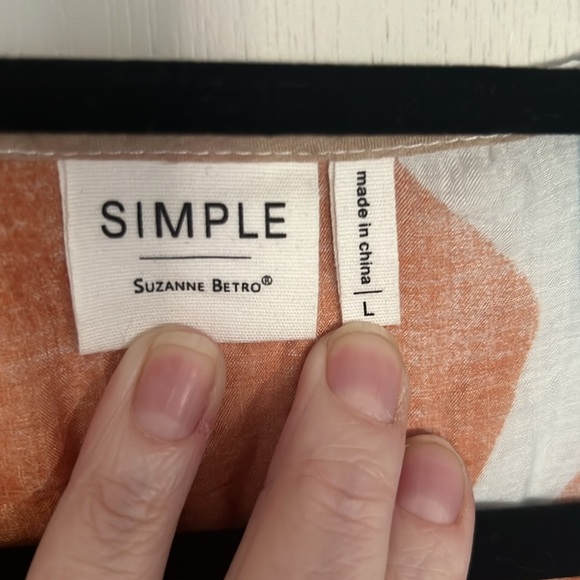 SIMPLE
SUZANNE BETRO®
made in china | L